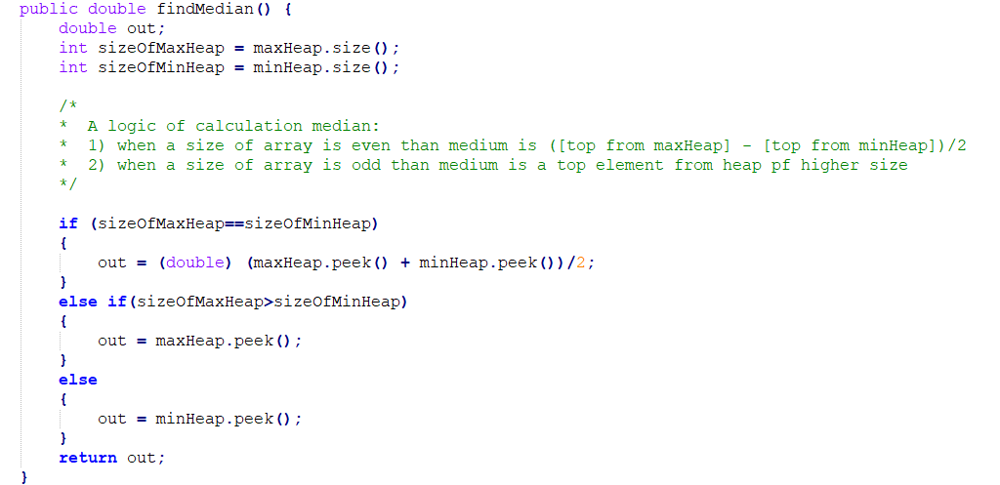 public double findMedian() {
    double out;
    int sizeOfMaxHeap = maxHeap.size();
    int sizeOfMinHeap = minHeap.size();
    /*
    *  A logic of calculation median:
    *  1) when a size of array is even than medium is ([top from maxHeap] - [top from minHeap])/2
    *  2) when a size of array is odd than medium is a top element from heap pf higher size
    */
    if (sizeOfMaxHeap==sizeOfMinHeap)
    {
        out = (double) (maxHeap.peek() + minHeap.peek())/2;
    }
    else if(sizeOfMaxHeap>sizeOfMinHeap)
    {
        out = maxHeap.peek();
    }
    else
    {
        out = minHeap.peek();
    }
    return out;
}